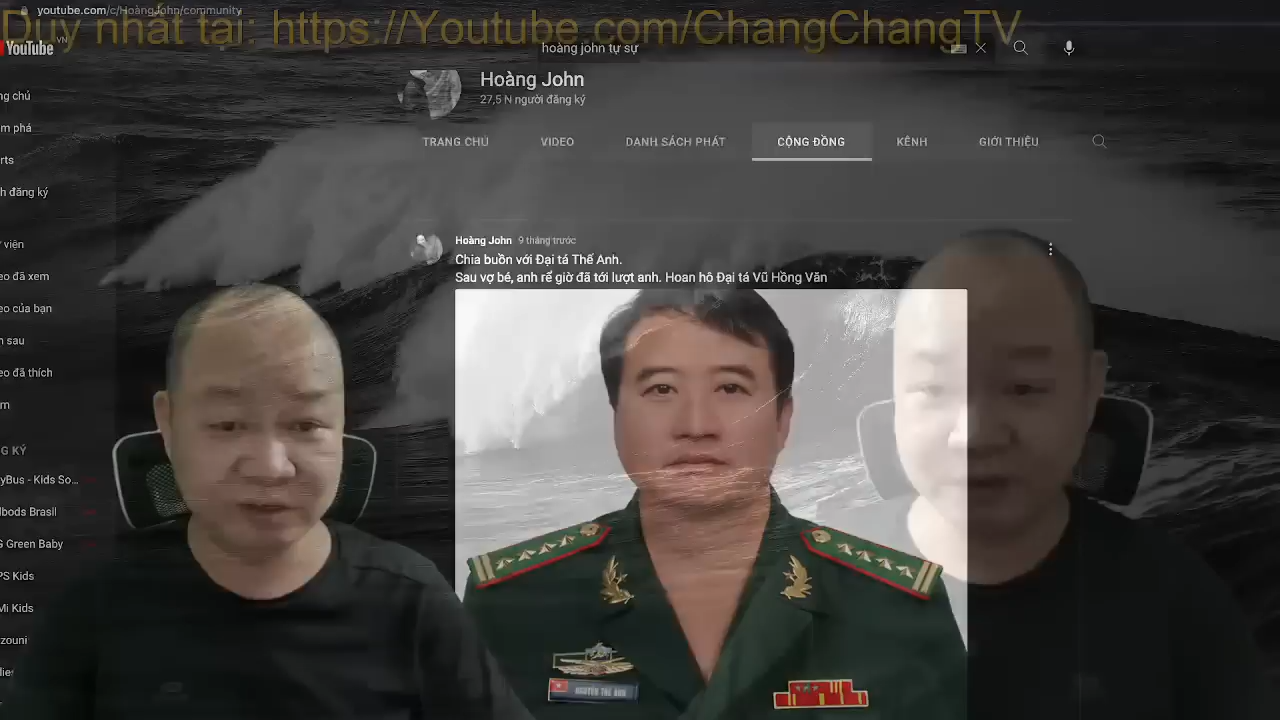 youtube.com/c/HoàngJohn/community
Duy nhất tại: https://Youtube.com/ChangChangTV
YouTube VN
hoàng john tự sự
Hoàng John
27,5 N người đăng ký
TRANG CHỦ VIDEO DANH SÁCH PHÁT CỘNG ĐỒNG KÊNH GIỚI THIỆU
ng chủ
m phá
rts
h đăng ký
viện
eo đã xem
eo của bạn
n sau
eo đã thích
m
G KÝ
yBus - Kids So...
lbods Brasil
G Green Baby
PS Kids
Mi Kids
zouni
Hoàng John 9 tháng trước
Chia buồn với Đại tá Thế Anh.
Sau vợ bé, anh rể giờ đã tới lượt anh. Hoan hô Đại tá Vũ Hồng Văn
NGUYỄN THẾ ANH